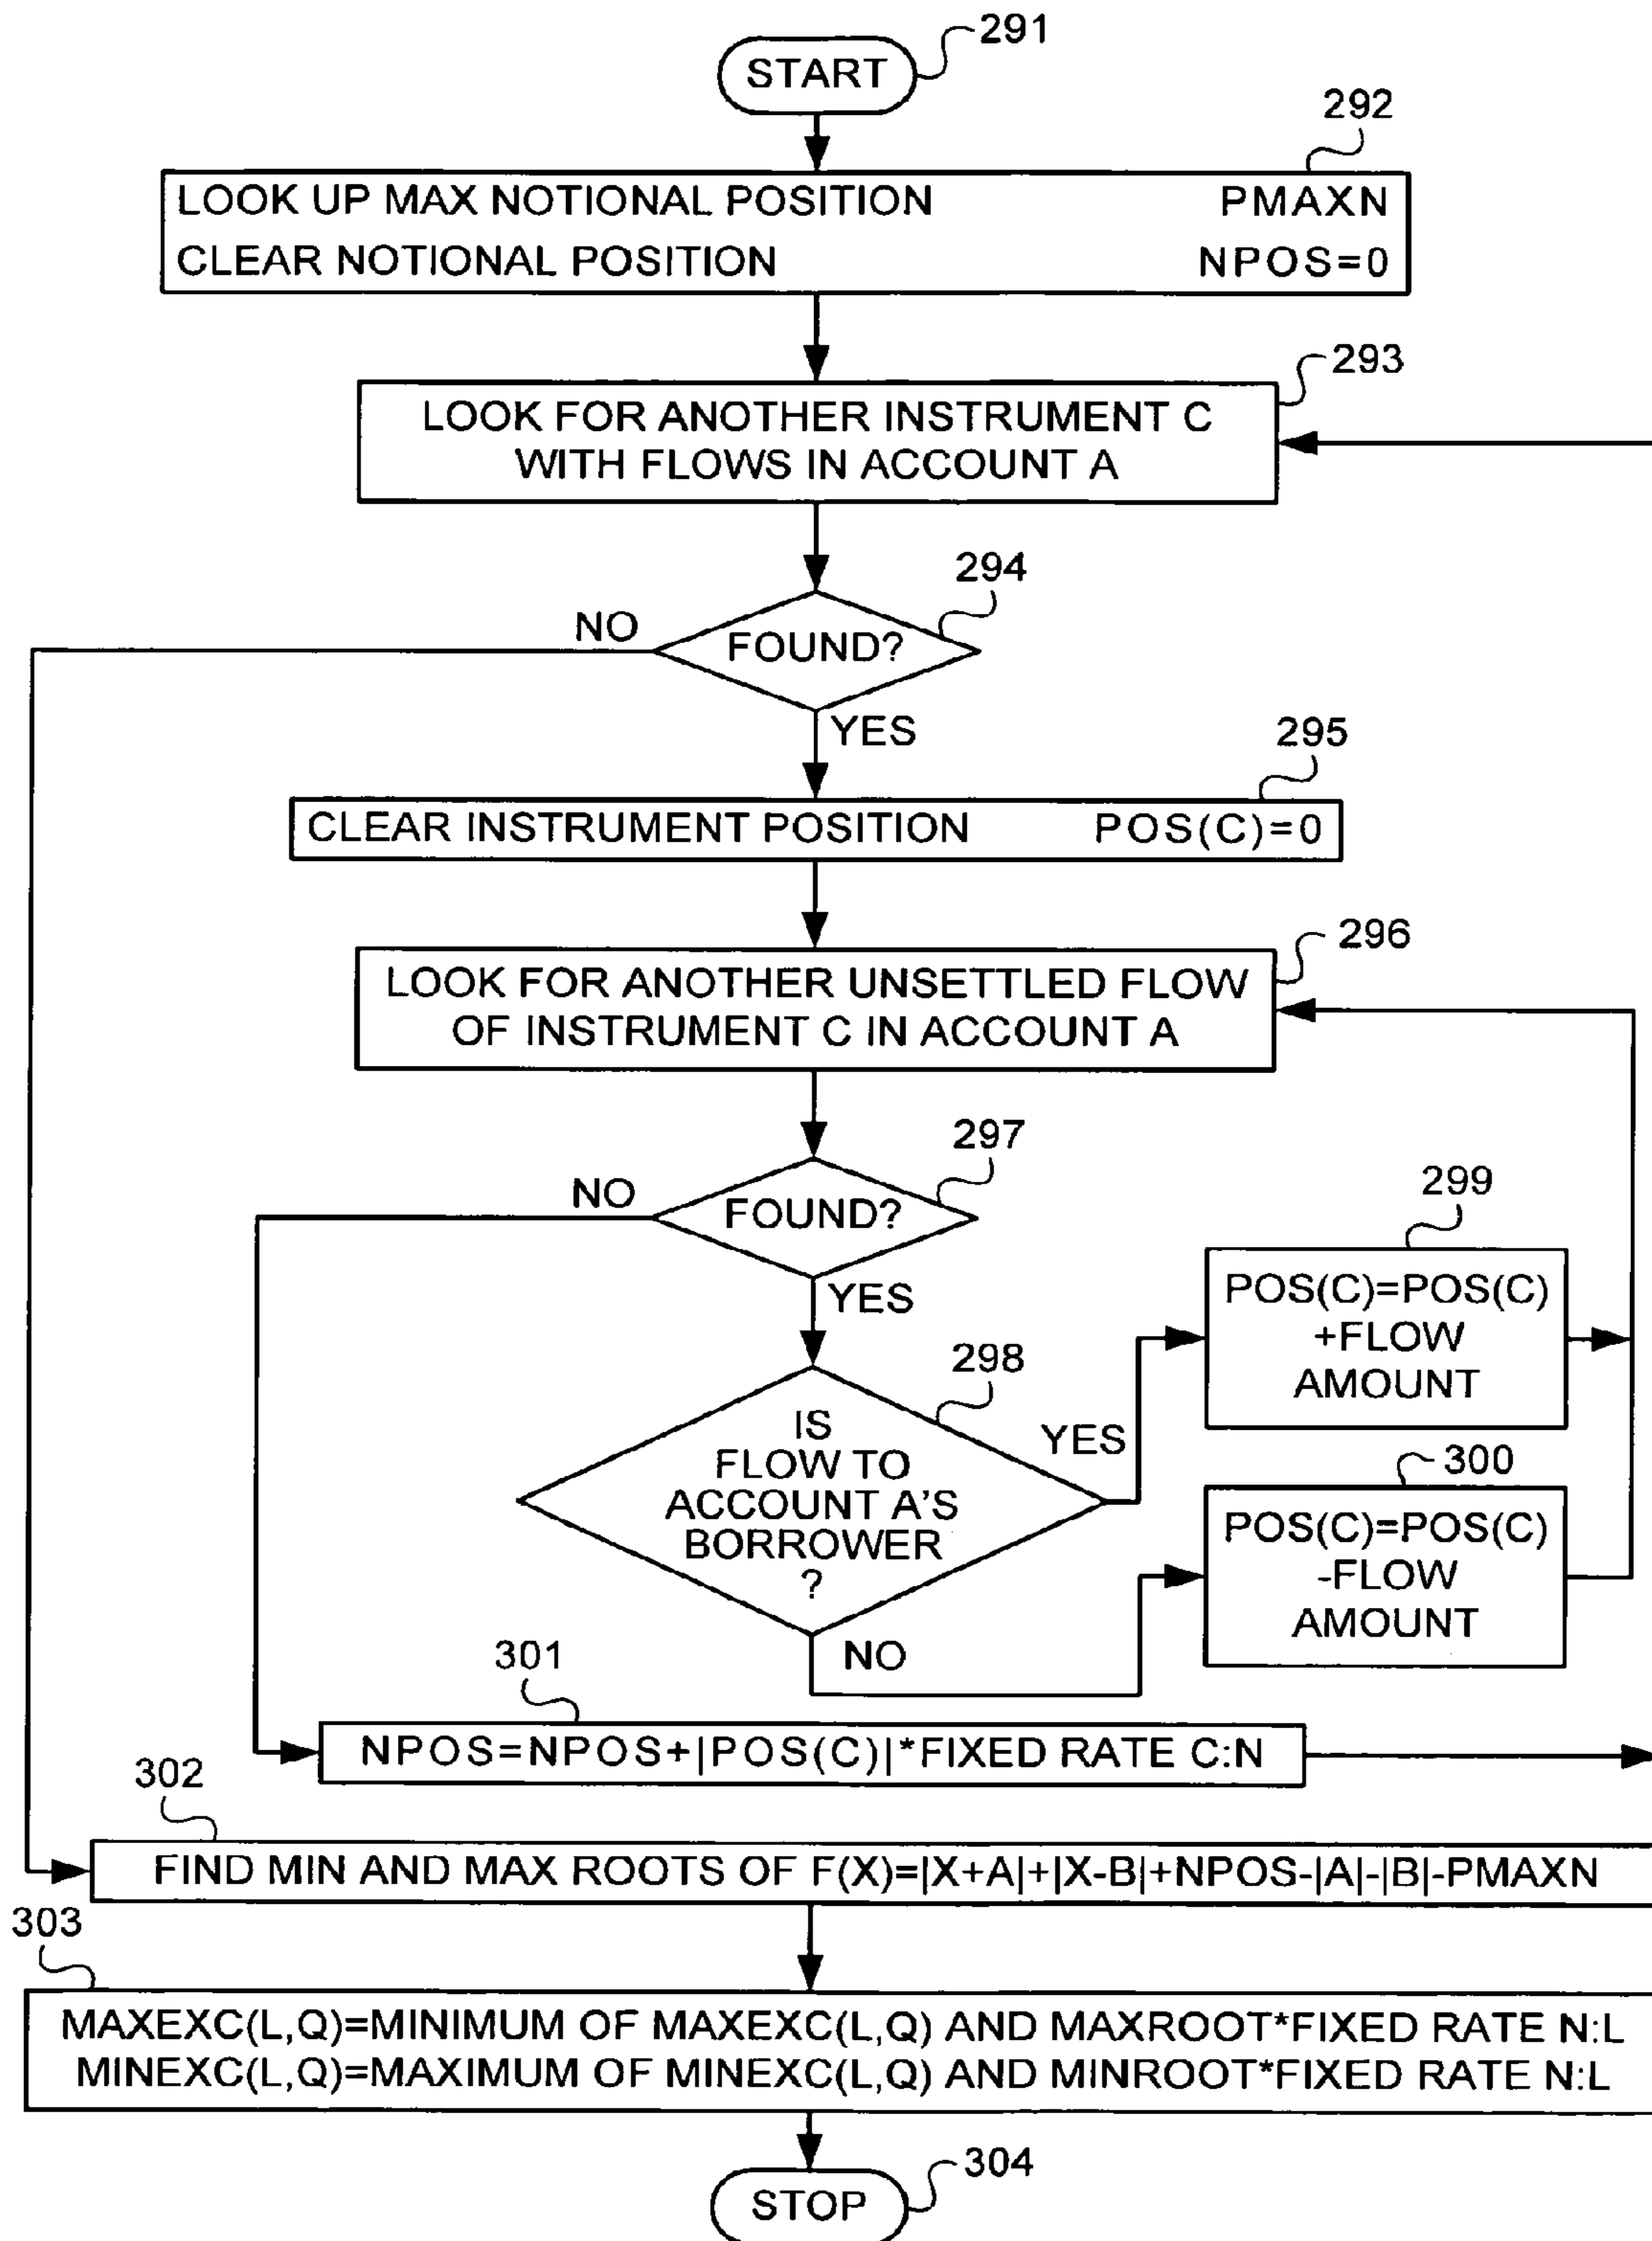 291
START
292
LOOK UP MAX NOTIONAL POSITION PMAXN
CLEAR NOTIONAL POSITION NPOS=0
293
LOOK FOR ANOTHER INSTRUMENT C
WITH FLOWS IN ACCOUNT A
294
NO
FOUND?
YES
295
CLEAR INSTRUMENT POSITION POS(C)=0
296
LOOK FOR ANOTHER UNSETTLED FLOW
OF INSTRUMENT C IN ACCOUNT A
297
NO
FOUND?
YES
299
POS(C)=POS(C)
+FLOW
AMOUNT
298
IS
FLOW TO
ACCOUNT A'S
BORROWER
?
YES
NO
300
POS(C)=POS(C)
-FLOW
AMOUNT
301
NPOS=NPOS+|POS(C)|*FIXED RATE C:N
302
FIND MIN AND MAX ROOTS OF F(X)=|X+A|+|X-B|+NPOS-|A|-|B|-PMAXN
303
MAXEXC(L,Q)=MINIMUM OF MAXEXC(L,Q) AND MAXROOT*FIXED RATE N:L
MINEXC(L,Q)=MAXIMUM OF MINEXC(L,Q) AND MINROOT*FIXED RATE N:L
304
STOP